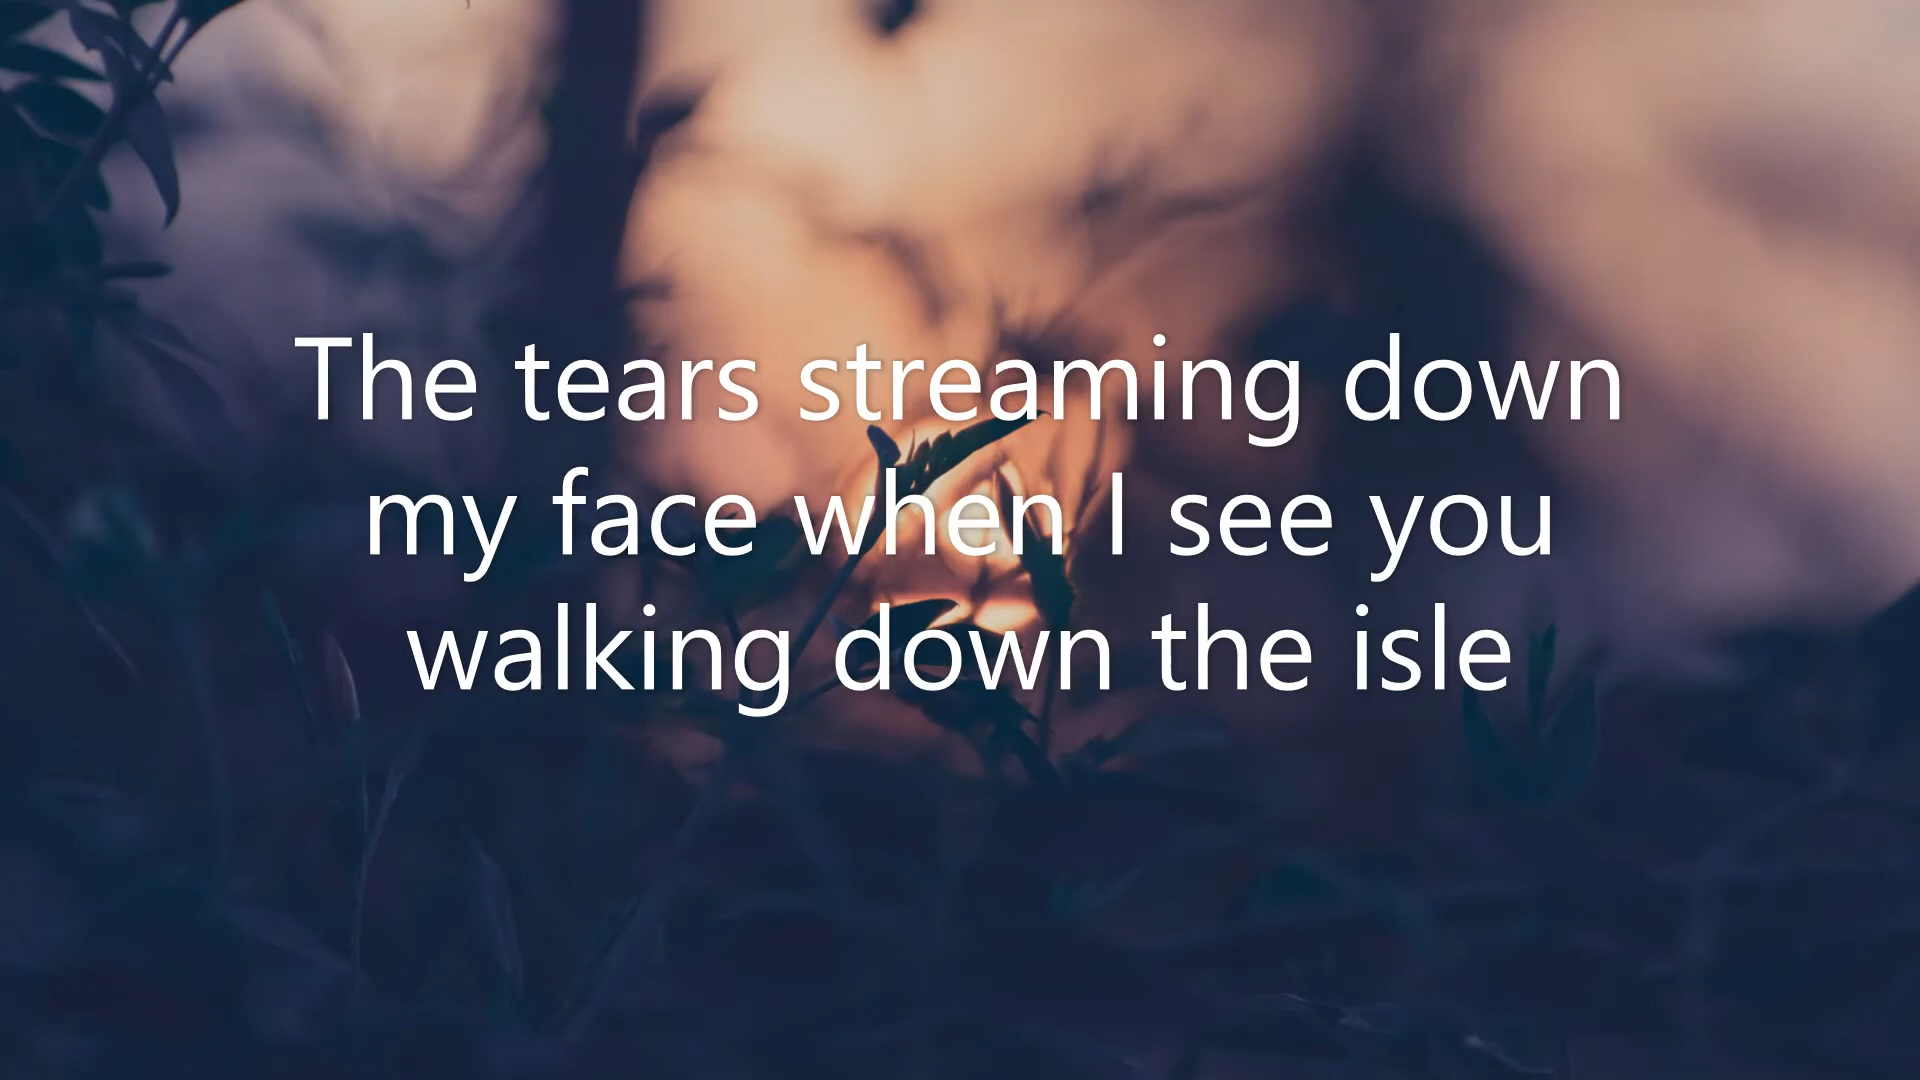 The tears streaming down
my face when I see you
walking down the isle